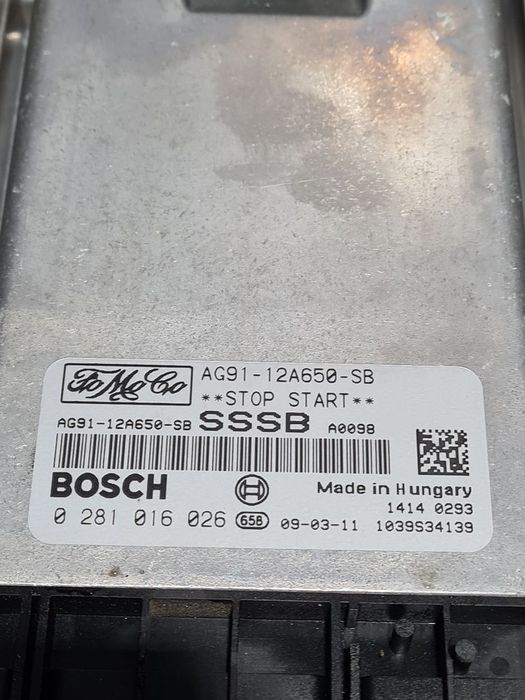 FoMoCo AG91-12A650-SB
**STOP START**
AG91-12A650-SB SSSB A0098
BOSCH Made in Hungary
1414 0293
0 281 016 026 658 09-03-11 1039S34139